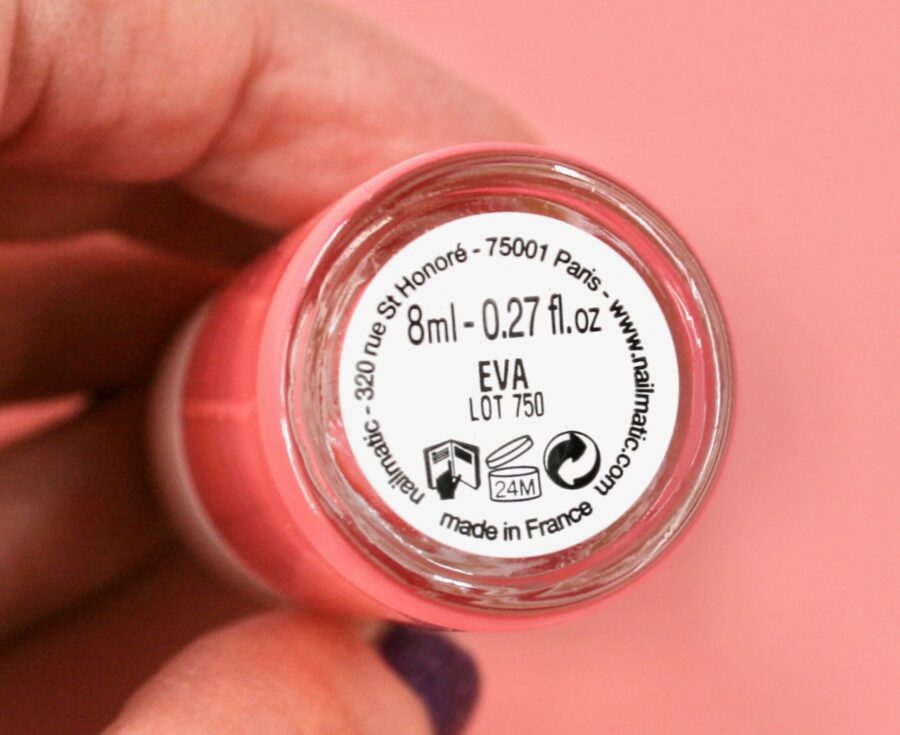 nailmatic - 320 rue St Honoré - 75001 Paris - www.nailmatic.com
8ml - 0.27 fl.oz
EVA
LOT 750
24M
made in France